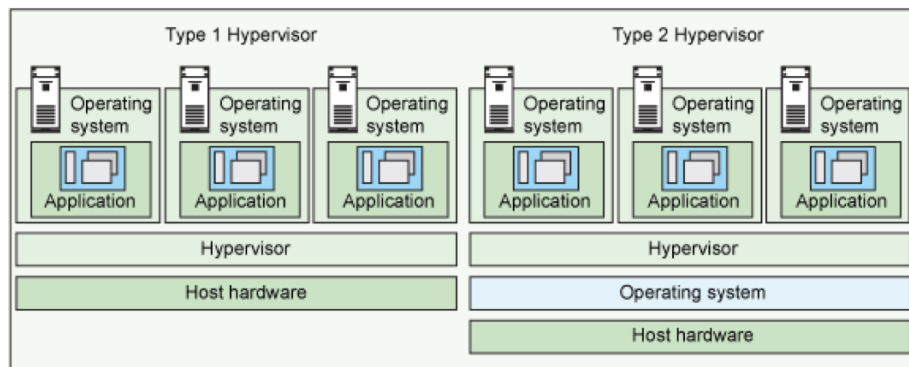 Type 1 Hypervisor
Operating
system
Application
Operating
system
Application
Operating
system
Application
Hypervisor
Host hardware
Type 2 Hypervisor
Operating
system
Application
Operating
system
Application
Operating
system
Application
Hypervisor
Operating system
Host hardware